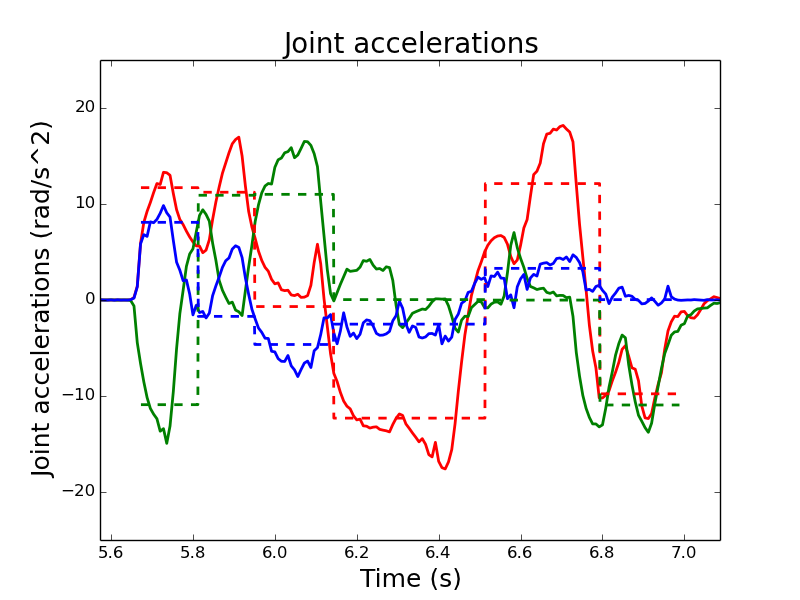 Joint accelerations
Joint accelerations (rad/s^2)
20
10
0
−10
−20
5.6 5.8 6.0 6.2 6.4 6.6 6.8 7.0
Time (s)